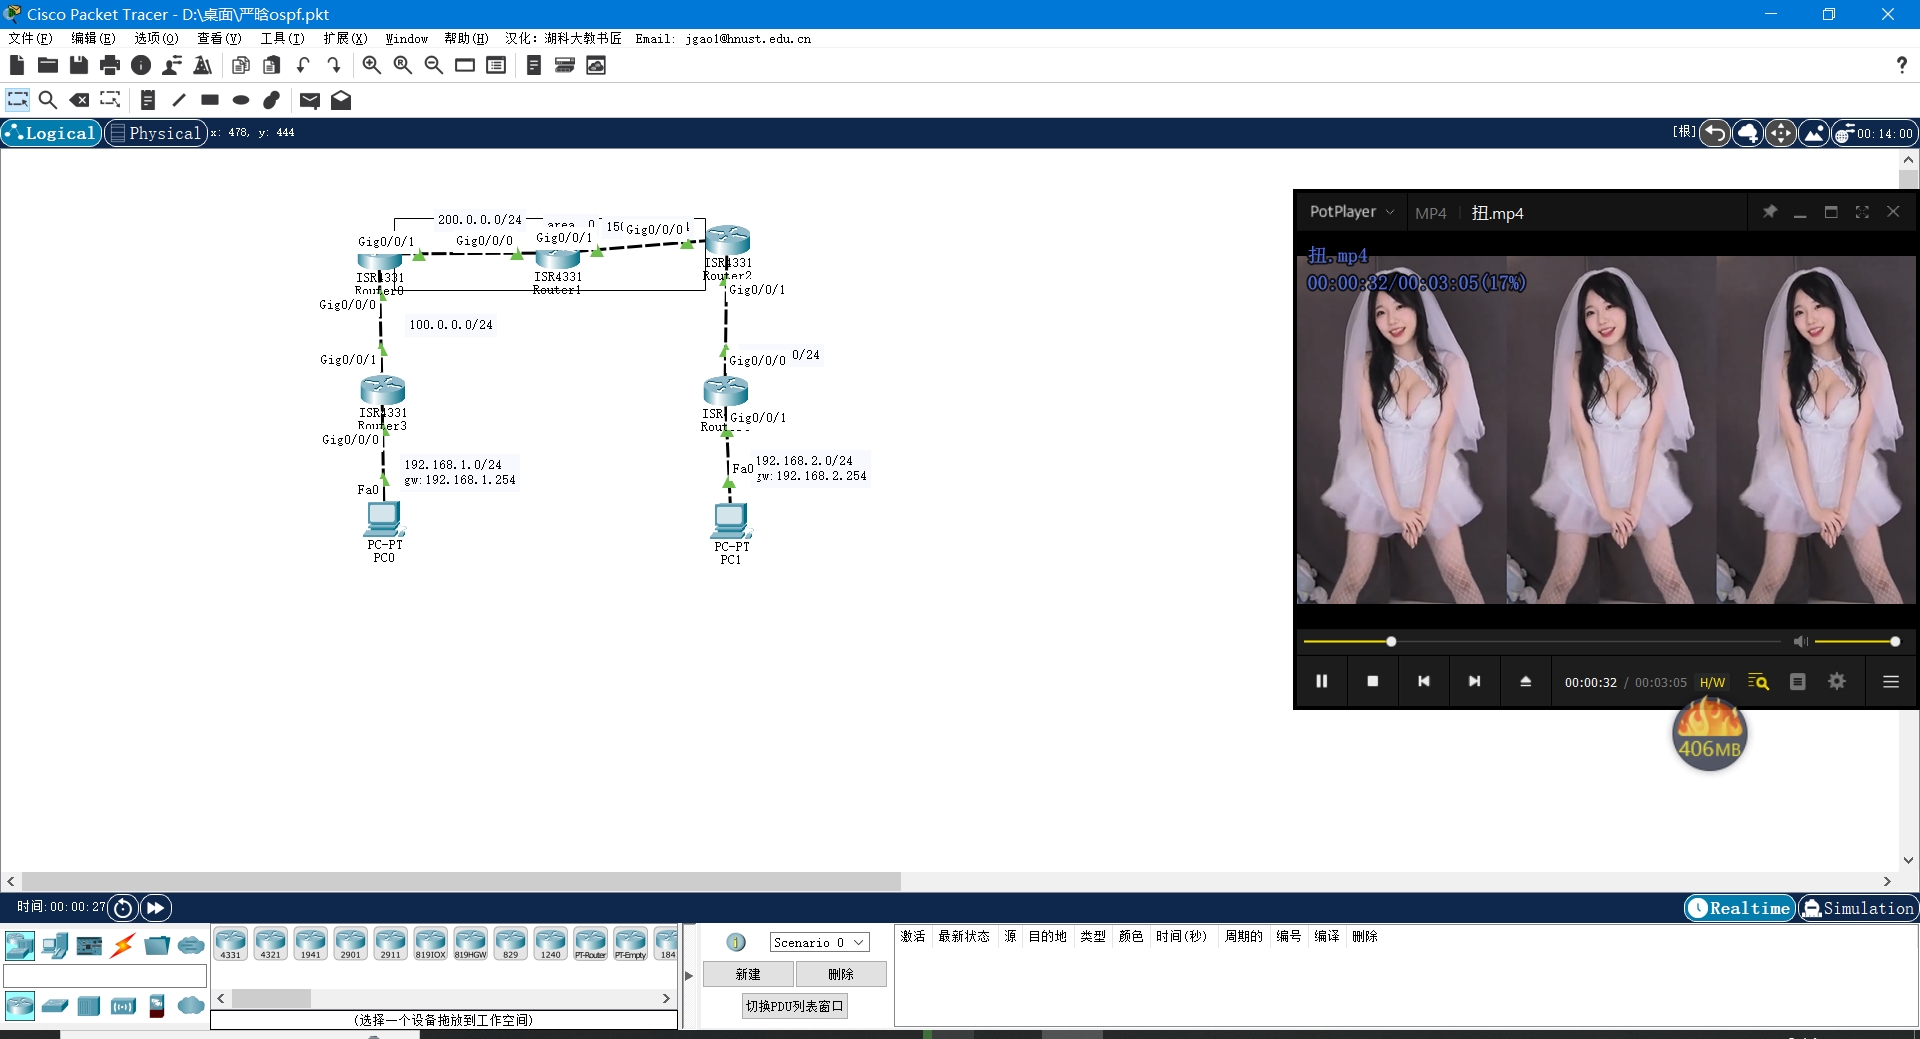 Cisco Packet Tracer - D:\桌面\严晗ospf.pkt
文件(F) 编辑(E) 选项(O) 查看(V) 工具(T) 扩展(X) Window 帮助(H) 汉化: 湖科大教书匠 Email: jgao1@hnust.edu.cn
Logical Physical x: 478, y: 444 [根] 00:14:00
200.0.0.0/24
area 0
Gig0/0/1 Gig0/0/0 Gig0/0/1 Gig0/0/0
ISR4331
Router0
ISR4331
Router1
ISR4331
Router2
Gig0/0/1
Gig0/0/0
100.0.0.0/24
Gig0/0/1
Gig0/0/0 0/24
ISR4331
Router3
ISR
Rout
Gig0/0/1
Gig0/0/0
192.168.1.0/24
gw:192.168.1.254
Fa0
192.168.2.0/24
gw:192.168.2.254
Fa0
PC-PT
PC0
PC-PT
PC1
PotPlayer MP4 扭.mp4
扭.mp4
00:00:32/00:03:05(17%)
00:00:32 / 00:03:05 H/W
406MB
时间:00:00:27 Realtime Simulation
4331 4321 1941 2901 2911 819IOX 819HGW 829 1240 PT-Router PT-Empty 184
(选择一个设备拖放到工作空间)
Scenario 0
新建 删除
切换PDU列表窗口
激活 最新状态 源 目的地 类型 颜色 时间(秒) 周期的 编号 编译 删除